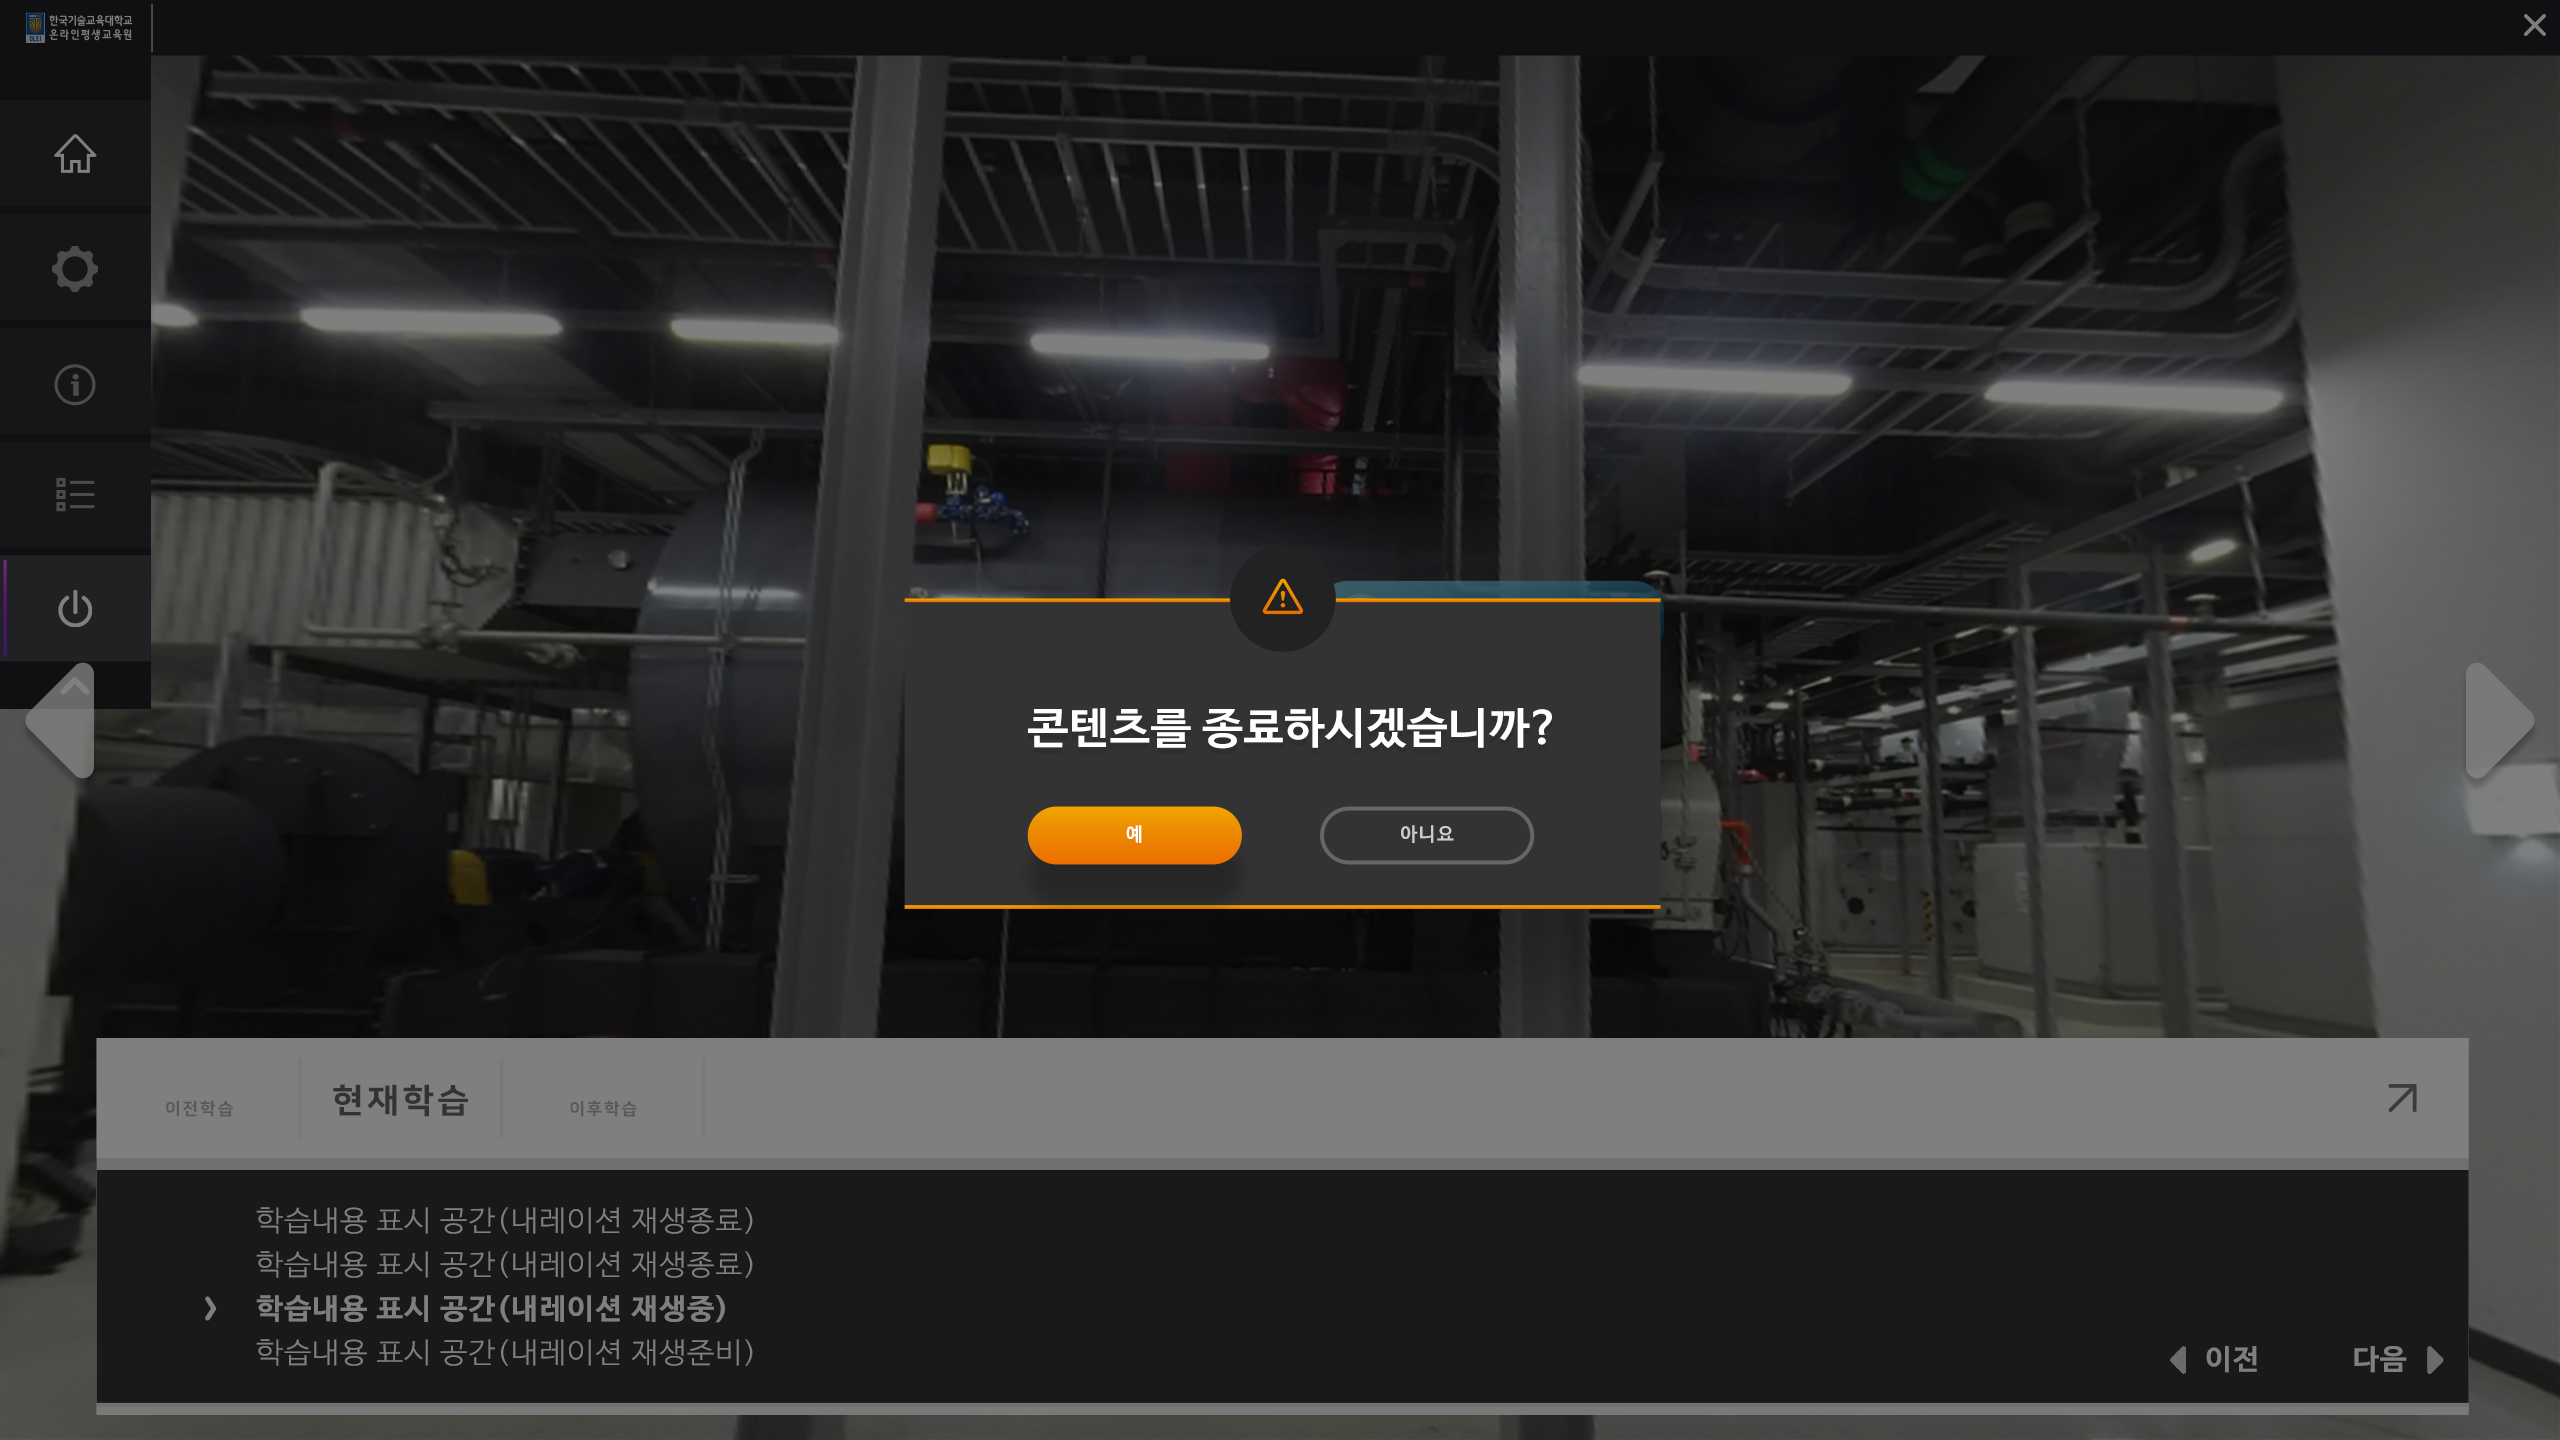 한국기술교육대학교
온라인평생교육원
OLEI
콘텐츠를 종료하시겠습니까?
예
아니요
이전학습
현재학습
이후학습
학습내용 표시 공간(내레이션 재생종료)
학습내용 표시 공간(내레이션 재생종료)
학습내용 표시 공간(내레이션 재생중)
학습내용 표시 공간(내레이션 재생준비)
이전
다음